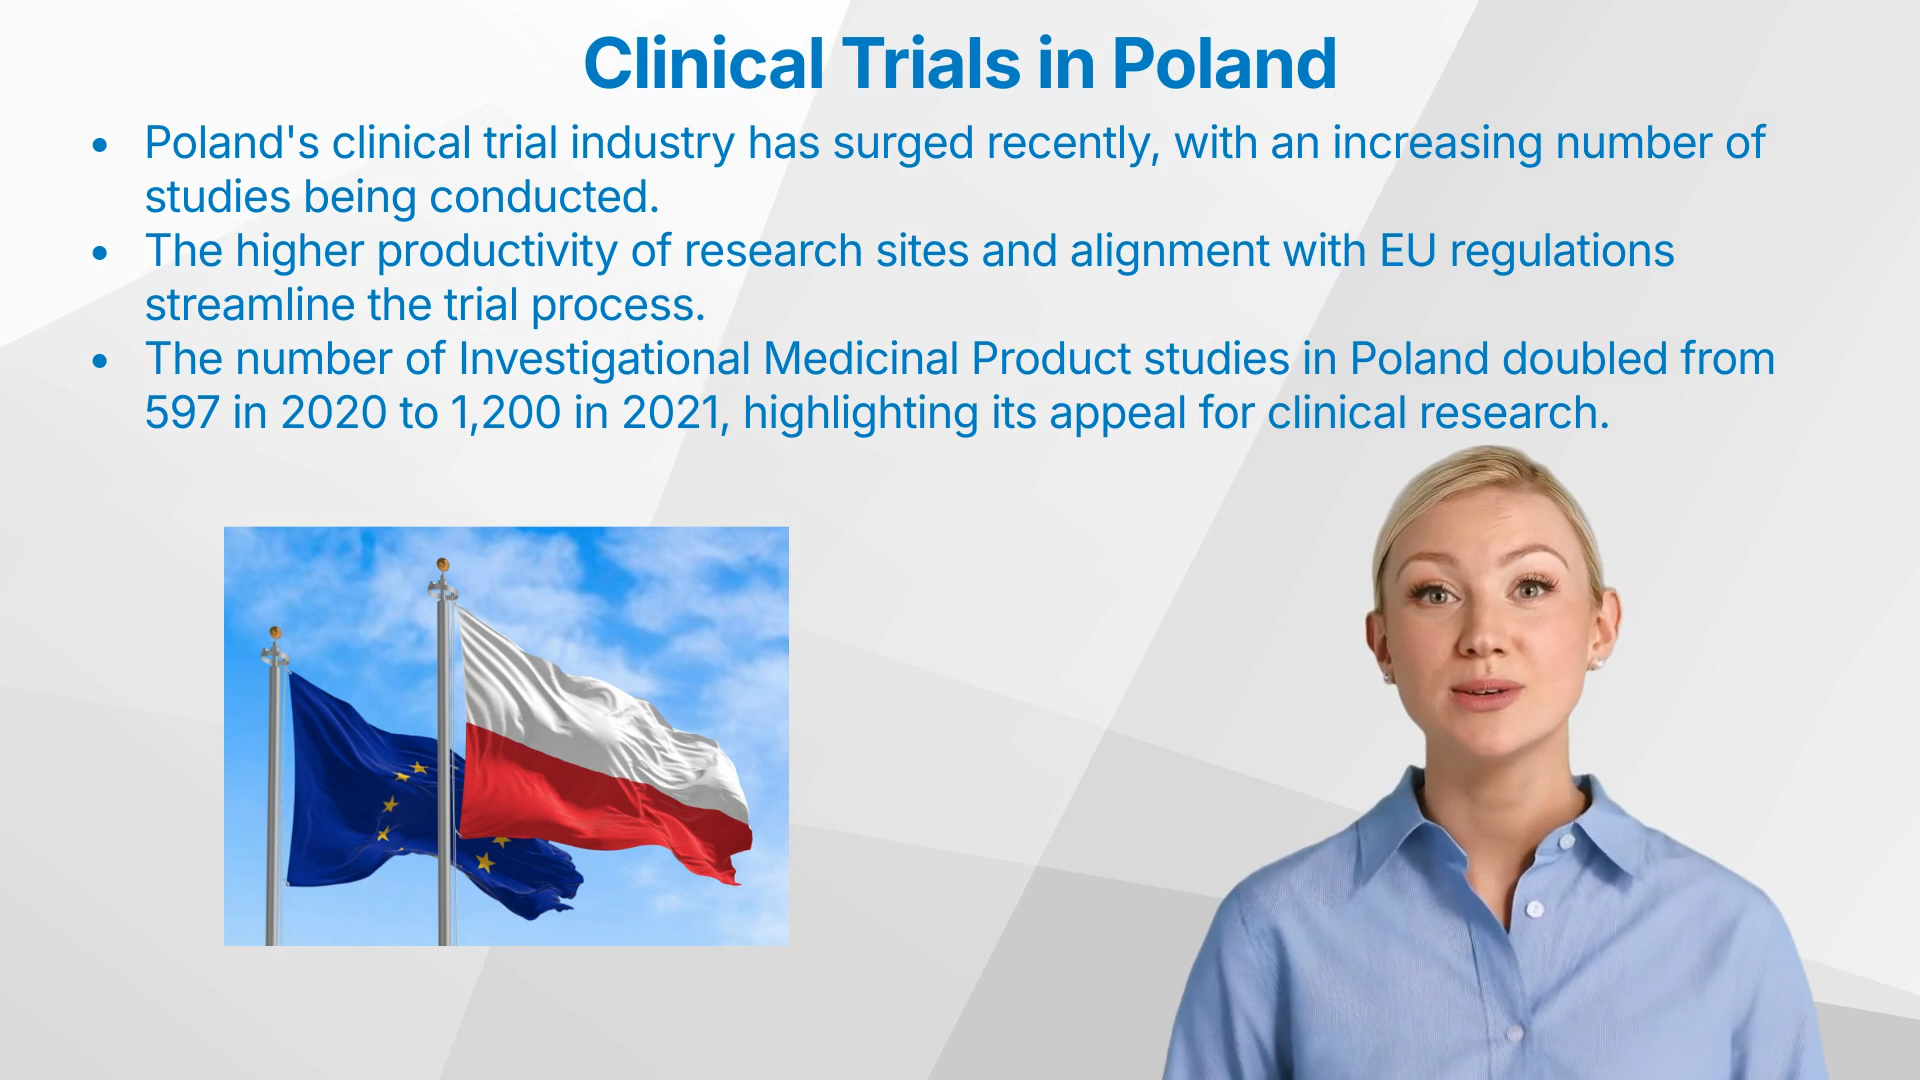 Clinical Trials in Poland
• Poland's clinical trial industry has surged recently, with an increasing number of
studies being conducted.
• The higher productivity of research sites and alignment with EU regulations
streamline the trial process.
• The number of Investigational Medicinal Product studies in Poland doubled from
597 in 2020 to 1,200 in 2021, highlighting its appeal for clinical research.